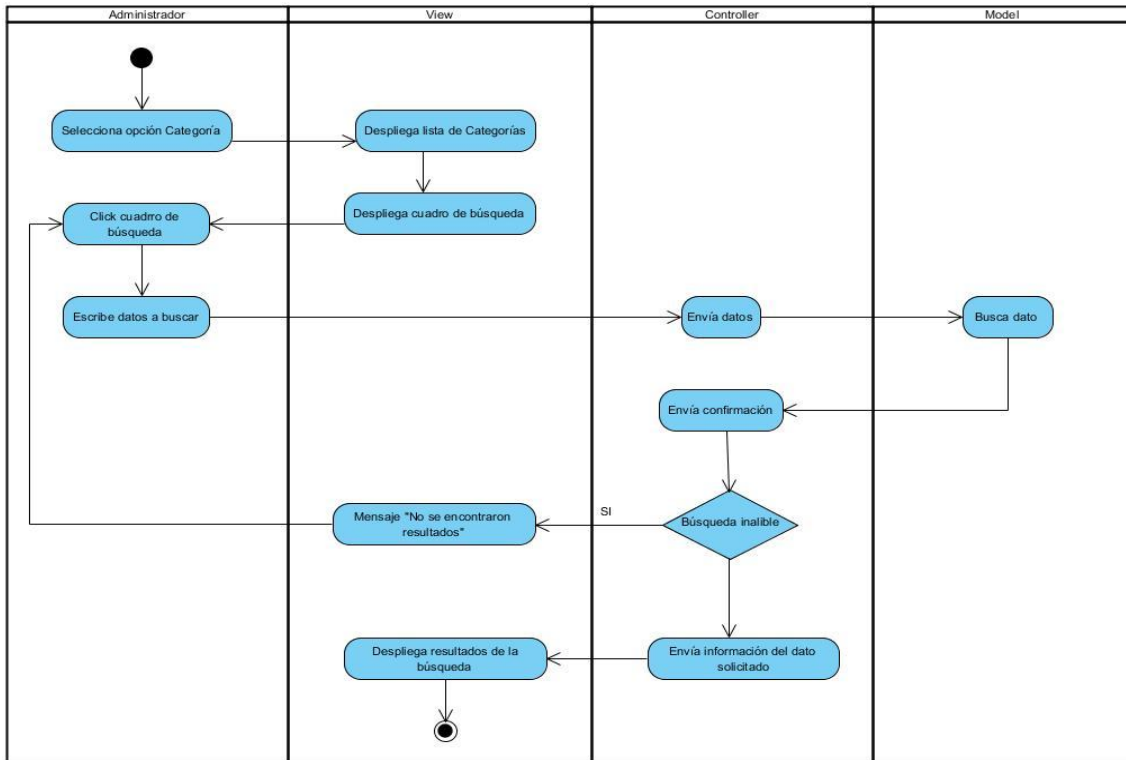 Administrador
View
Controller
Model
Selecciona opción Categoría
Despliega lista de Categorías
Click cuadrro de
búsqueda
Despliega cuadro de búsqueda
Escribe datos a buscar
Envía datos
Busca dato
Envía confirmación
Mensaje "No se encontraron
resultados"
SI
Búsqueda inalible
Despliega resultados de la
búsqueda
Envía información del dato
solicitado